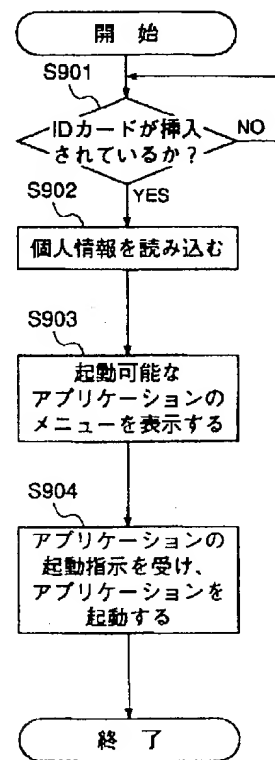 開 始
S901
IDカードが挿入
されているか？
NO
YES
S902
個人情報を読み込む
S903
起動可能な
アプリケーションの
メニューを表示する
S904
アプリケーションの
起動指示を受け、
アプリケーションを
起動する
終 了